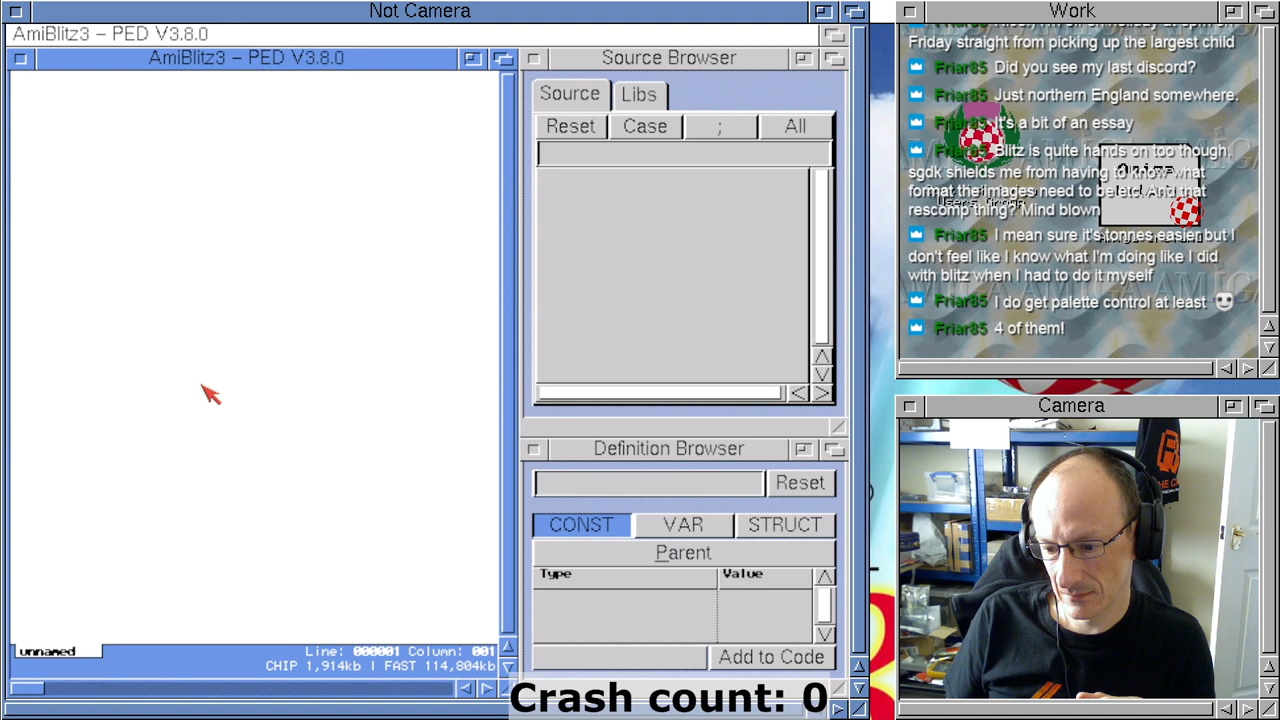 Not Camera
AmiBlitz3 – PED V3.8.0
AmiBlitz3 – PED V3.8.0
unnamed
Line: 000001 Column: 001
CHIP 1,914kb | FAST 114,804kb
Source Browser
Source Libs
Reset Case ; All
Definition Browser
Reset
CONST VAR STRUCT
Parent
Type Value
Add to Code
Crash count: 0
Work
Friday straight from picking up the largest child
Friar85 Did you see my last discord?
Friar85 Just northern England somewhere.
Friar85 It's a bit of an essay
Friar85 Blitz is quite hands on too though,
sgdk shields me from having to know what
format the images need to be etc. And that
rescomp thing? Mind blown
Friar85 I mean sure it's tonnes easier but I
don't feel like I know what I'm doing like I did
with blitz when I had to do it myself
Friar85 I do get palette control at least
Friar85 4 of them!
Camera